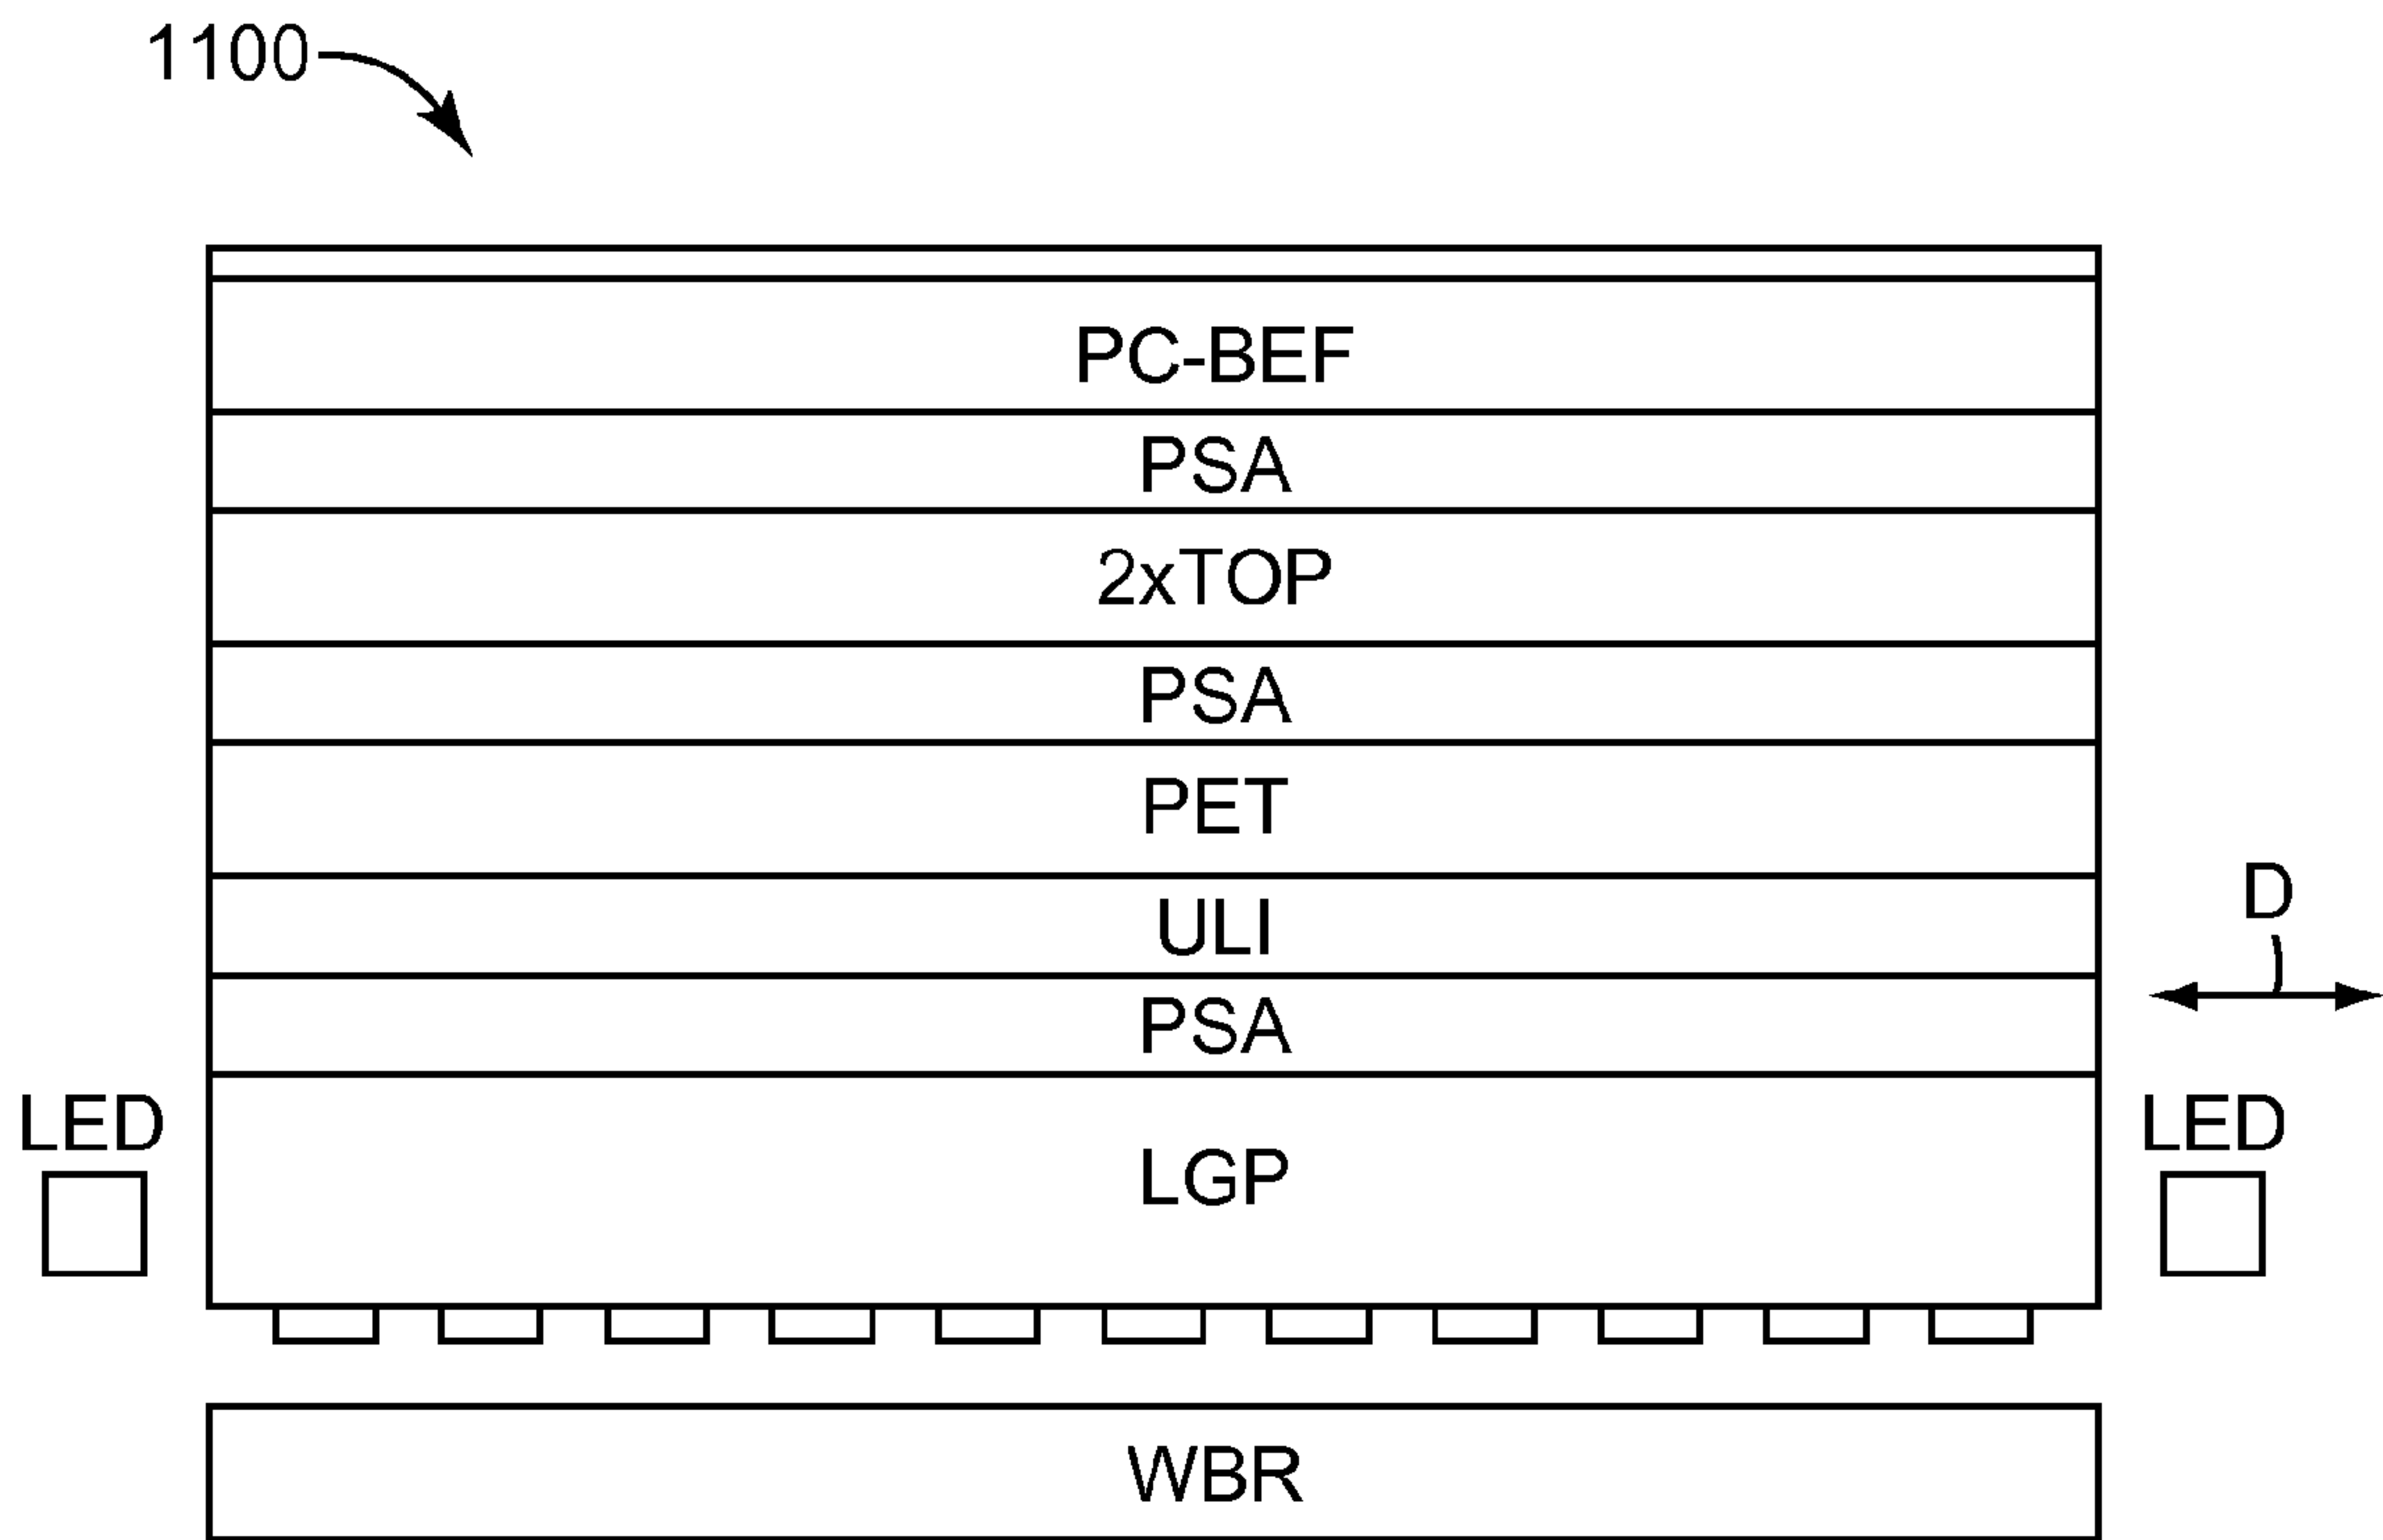 1100
PC-BEF
PSA
2xTOP
PSA
PET
ULI
D
PSA
LED
LED
LGP
WBR